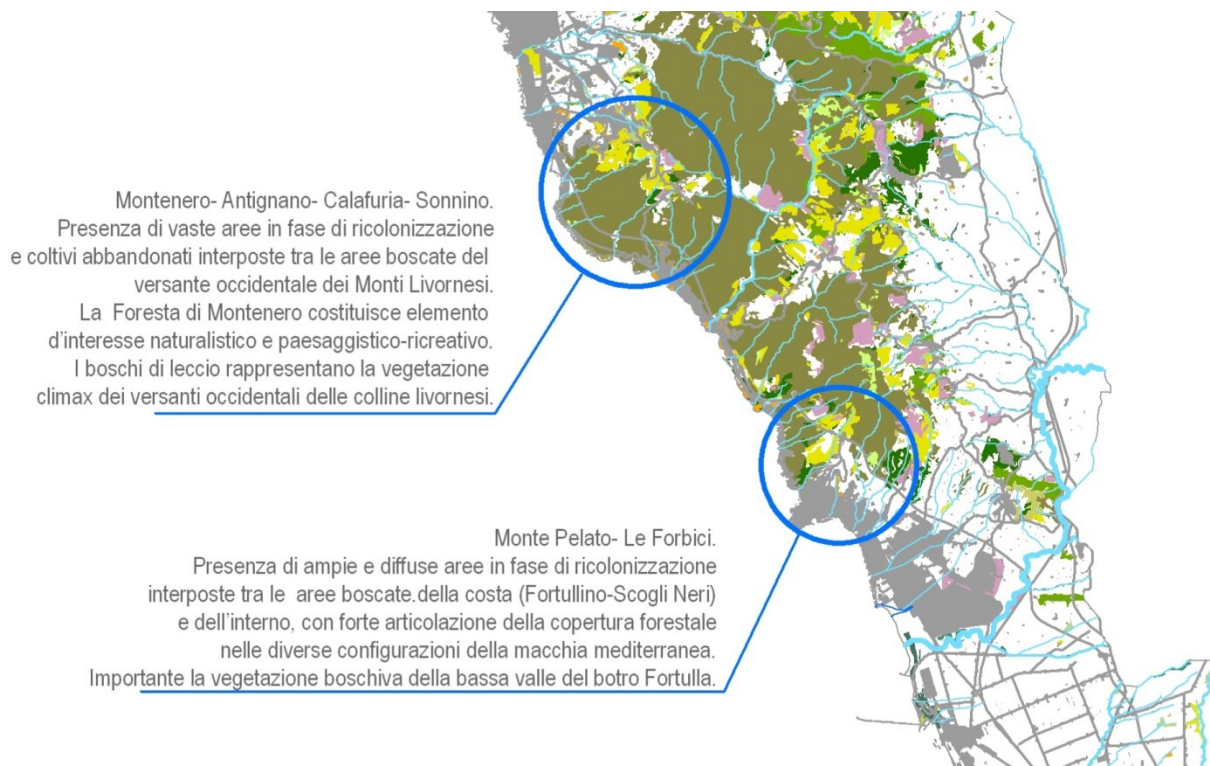 Montenero- Antignano- Calafuria- Sonnino.
Presenza di vaste aree in fase di ricolonizzazione
e coltivi abbandonati interposte tra le aree boscate del
versante occidentale dei Monti Livornesi.
La Foresta di Montenero costituisce elemento
d'interesse naturalistico e paesaggistico-ricreativo.
I boschi di leccio rappresentano la vegetazione
climax dei versanti occidentali delle colline livornesi.
Monte Pelato- Le Forbici.
Presenza di ampie e diffuse aree in fase di ricolonizzazione
interposte tra le aree boscate.della costa (Fortullino-Scogli Neri)
e dell'interno, con forte articolazione della copertura forestale
nelle diverse configurazioni della macchia mediterranea.
Importante la vegetazione boschiva della bassa valle del botro Fortulla.